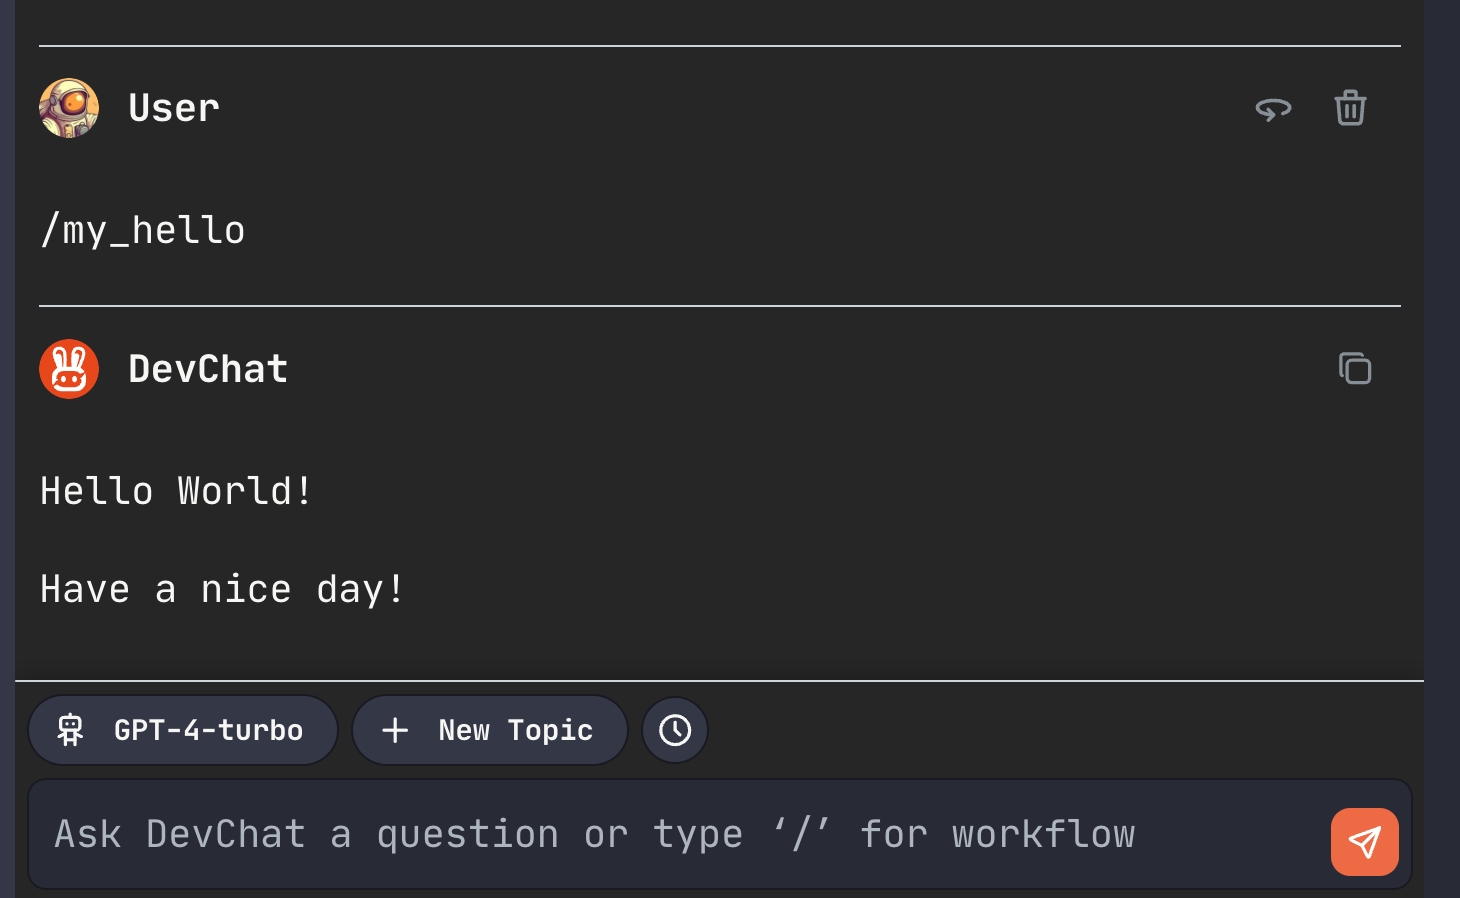 User
/my_hello
DevChat
Hello World!
Have a nice day!
GPT-4-turbo
New Topic
Ask DevChat a question or type ‘/’ for workflow